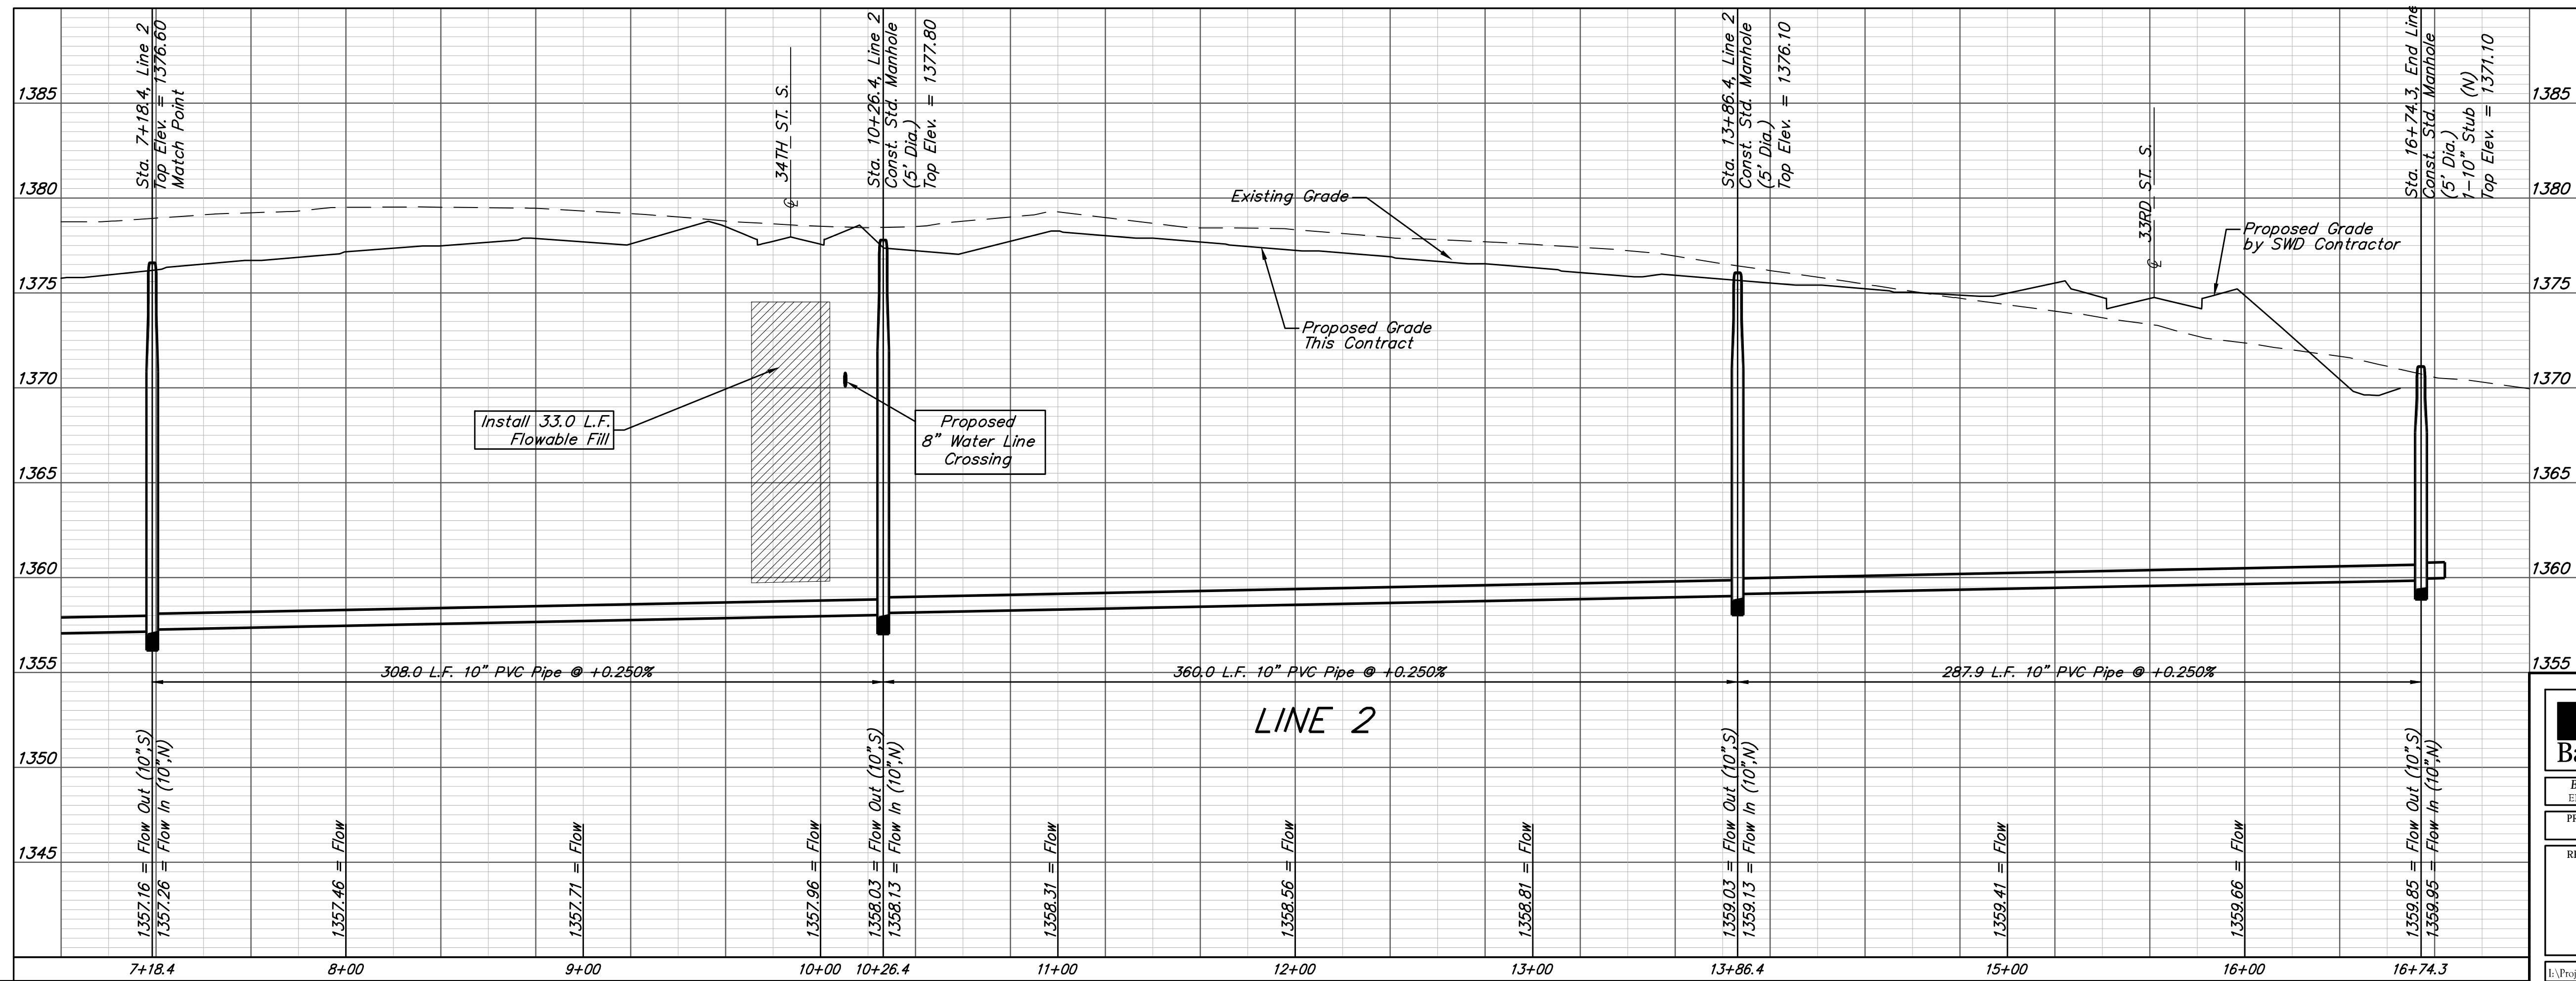 Sta. 7+18.4, Line 2
Top Elev. = 1376.60
Match Point
34TH ST. S.
℄
Sta. 10+26.4, Line 2
Const. Std. Manhole
(5' Dia.)
Top Elev. = 1377.80
Sta. 13+86.4, Line 2
Const. Std. Manhole
(5' Dia.)
Top Elev. = 1376.10
33RD ST. S.
℄
Sta. 16+74.3, End Line
Const. Std. Manhole
(5' Dia.)
1-10" Stub (N)
Top Elev. = 1371.10
1385
1380
1375
1370
1365
1360
1355
1350
1345
1385
1380
1375
1370
1365
1360
1355
Existing Grade
Proposed Grade
This Contract
Proposed Grade
by SWD Contractor
Install 33.0 L.F.
Flowable Fill
Proposed
8" Water Line
Crossing
308.0 L.F. 10" PVC Pipe @ +0.250%
360.0 L.F. 10" PVC Pipe @ +0.250%
287.9 L.F. 10" PVC Pipe @ +0.250%
LINE 2
1357.16 = Flow Out (10",S)
1357.26 = Flow In (10",N)
1357.46 = Flow
1357.71 = Flow
1357.96 = Flow
1358.03 = Flow Out (10",S)
1358.13 = Flow In (10",N)
1358.31 = Flow
1358.56 = Flow
1358.81 = Flow
1359.03 = Flow Out (10",S)
1359.13 = Flow In (10",N)
1359.41 = Flow
1359.66 = Flow
1359.85 = Flow Out (10",S)
1359.95 = Flow In (10",N)
7+18.4
8+00
9+00
10+00
10+26.4
11+00
12+00
13+00
13+86.4
15+00
16+00
16+74.3